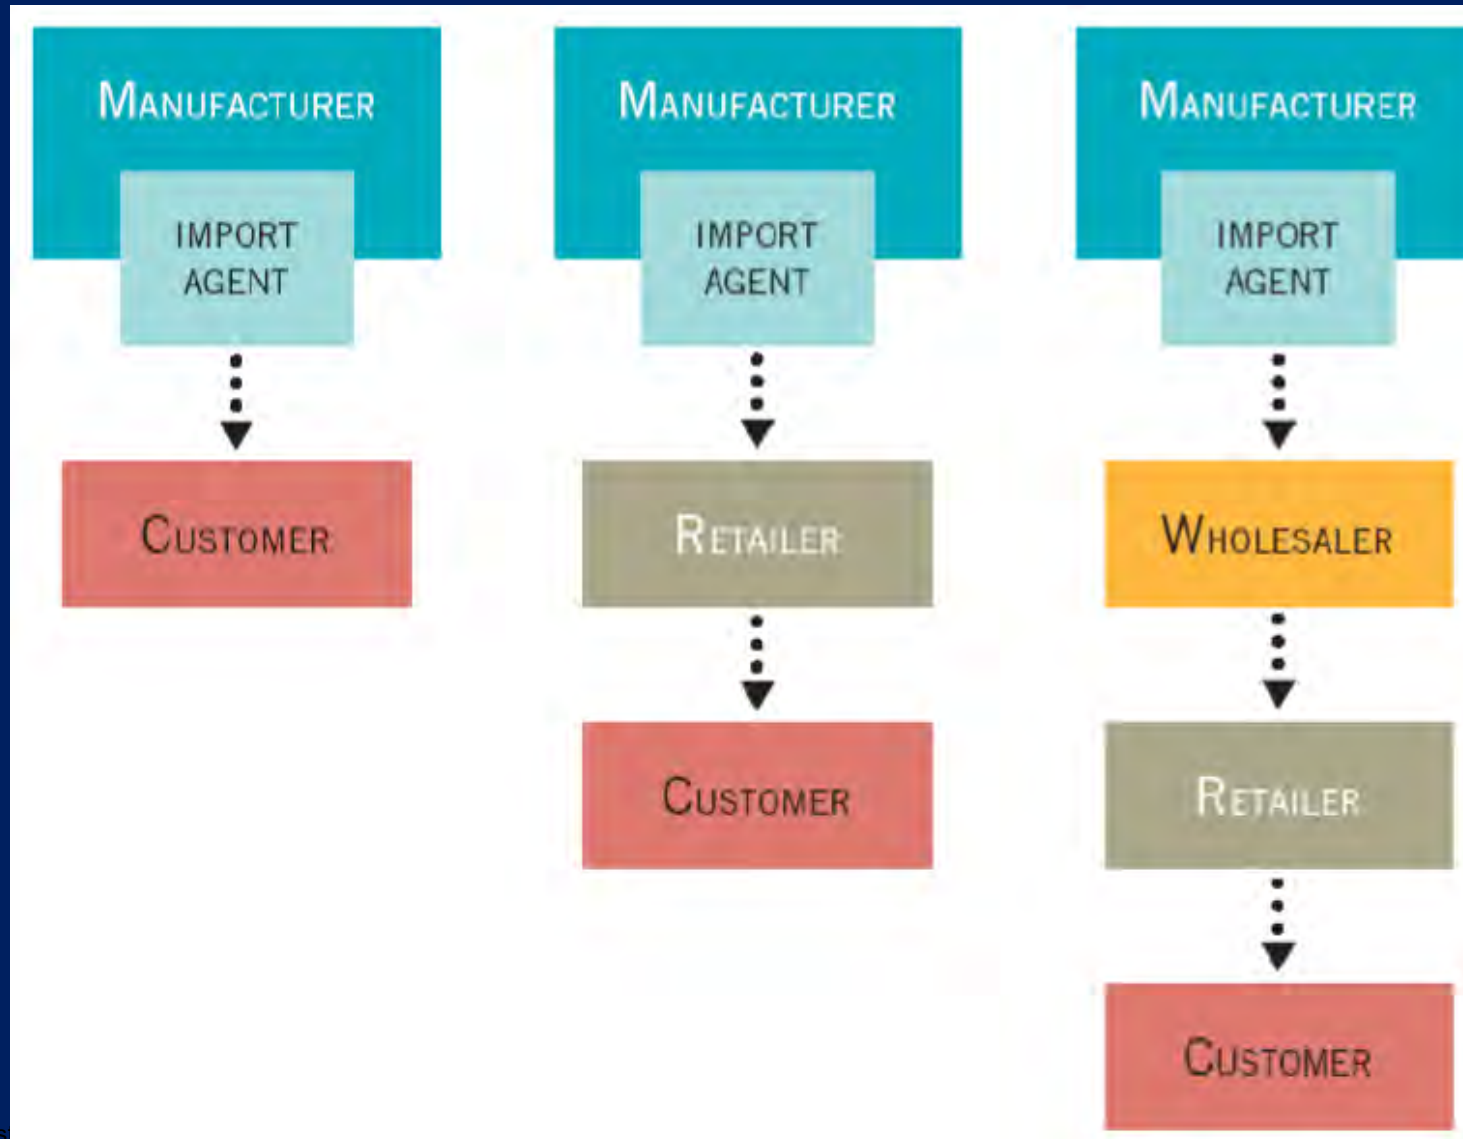 MANUFACTURER
IMPORT
AGENT
CUSTOMER
MANUFACTURER
IMPORT
AGENT
RETAILER
CUSTOMER
MANUFACTURER
IMPORT
AGENT
WHOLESALER
RETAILER
CUSTOMER